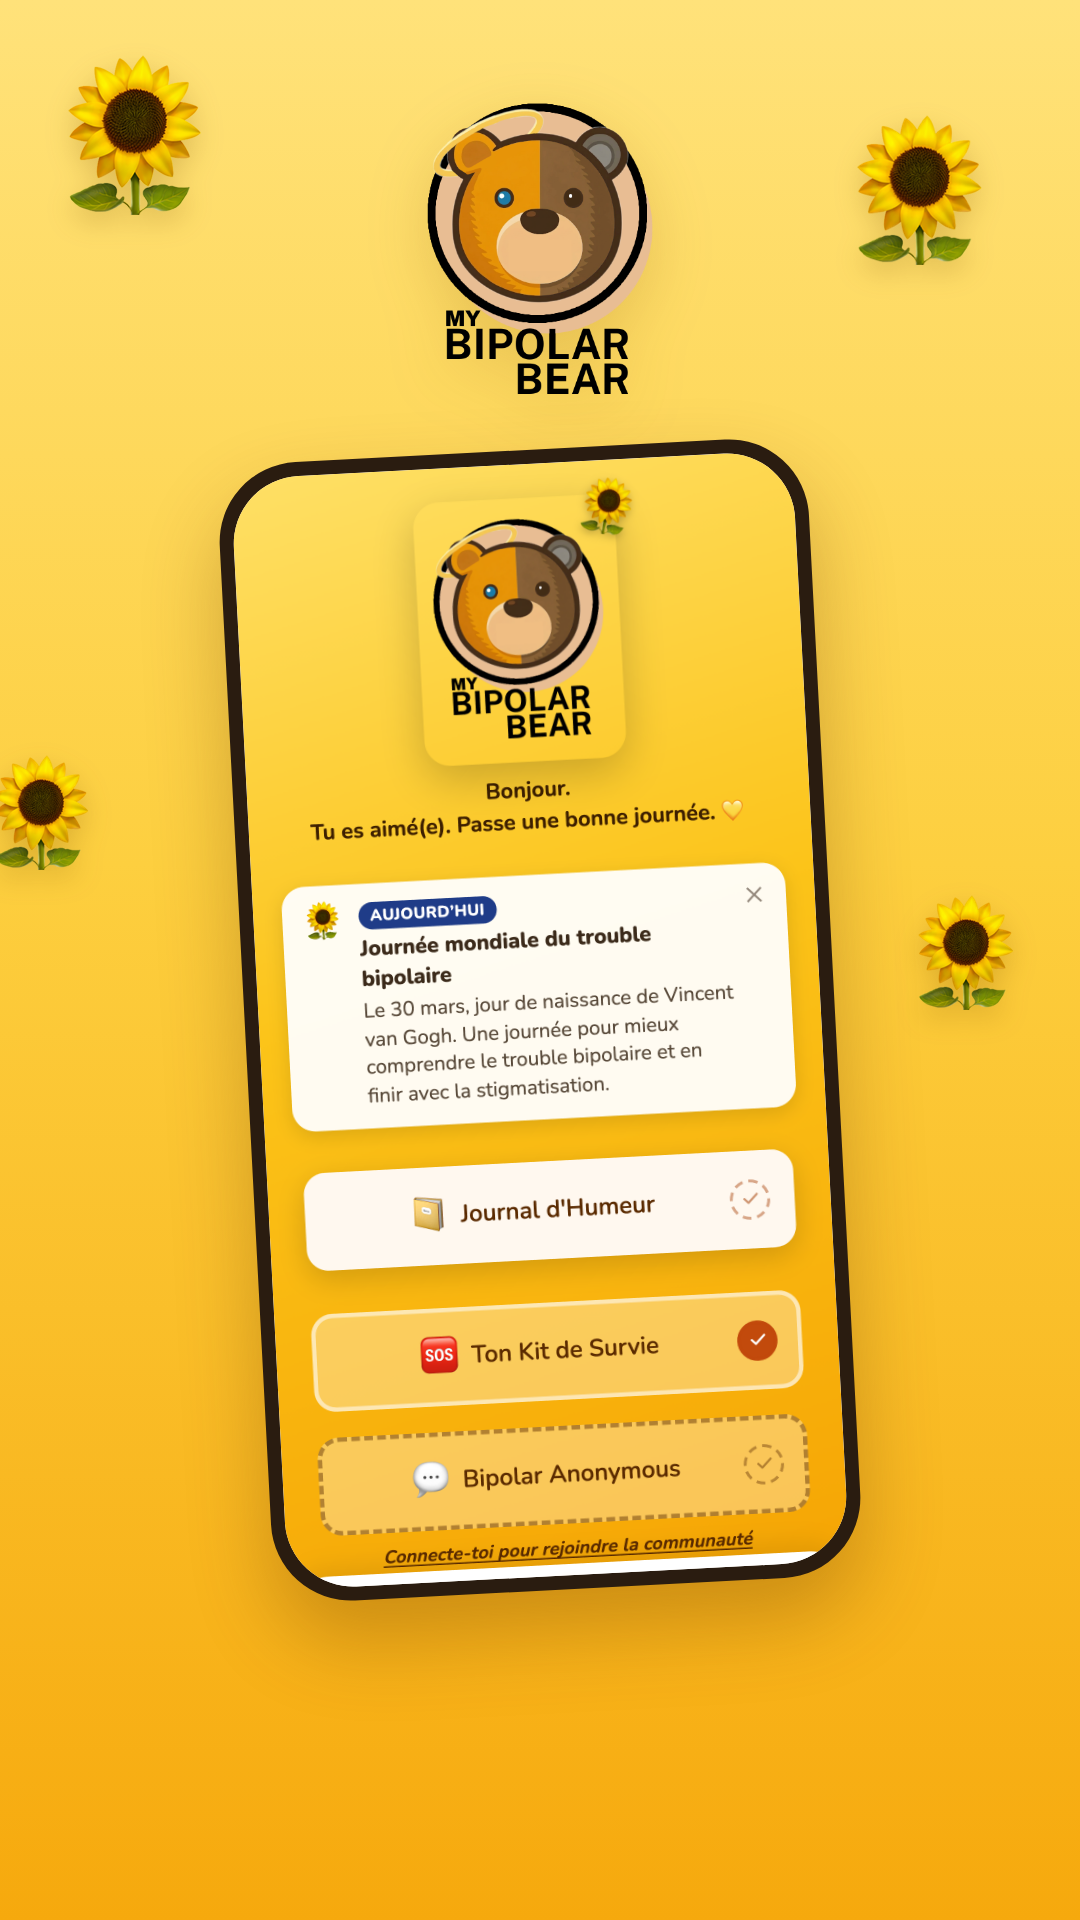 MY
BIPOLAR
BEAR
MY
BIPOLAR
BEAR
Bonjour.
Tu es aimé(e). Passe une bonne journée. 💛
AUJOURD'HUI
Journée mondiale du trouble
bipolaire
Le 30 mars, jour de naissance de Vincent
van Gogh. Une journée pour mieux
comprendre le trouble bipolaire et en
finir avec la stigmatisation.
Journal d'Humeur
SOS Ton Kit de Survie
Bipolar Anonymous
Connecte-toi pour rejoindre la communauté